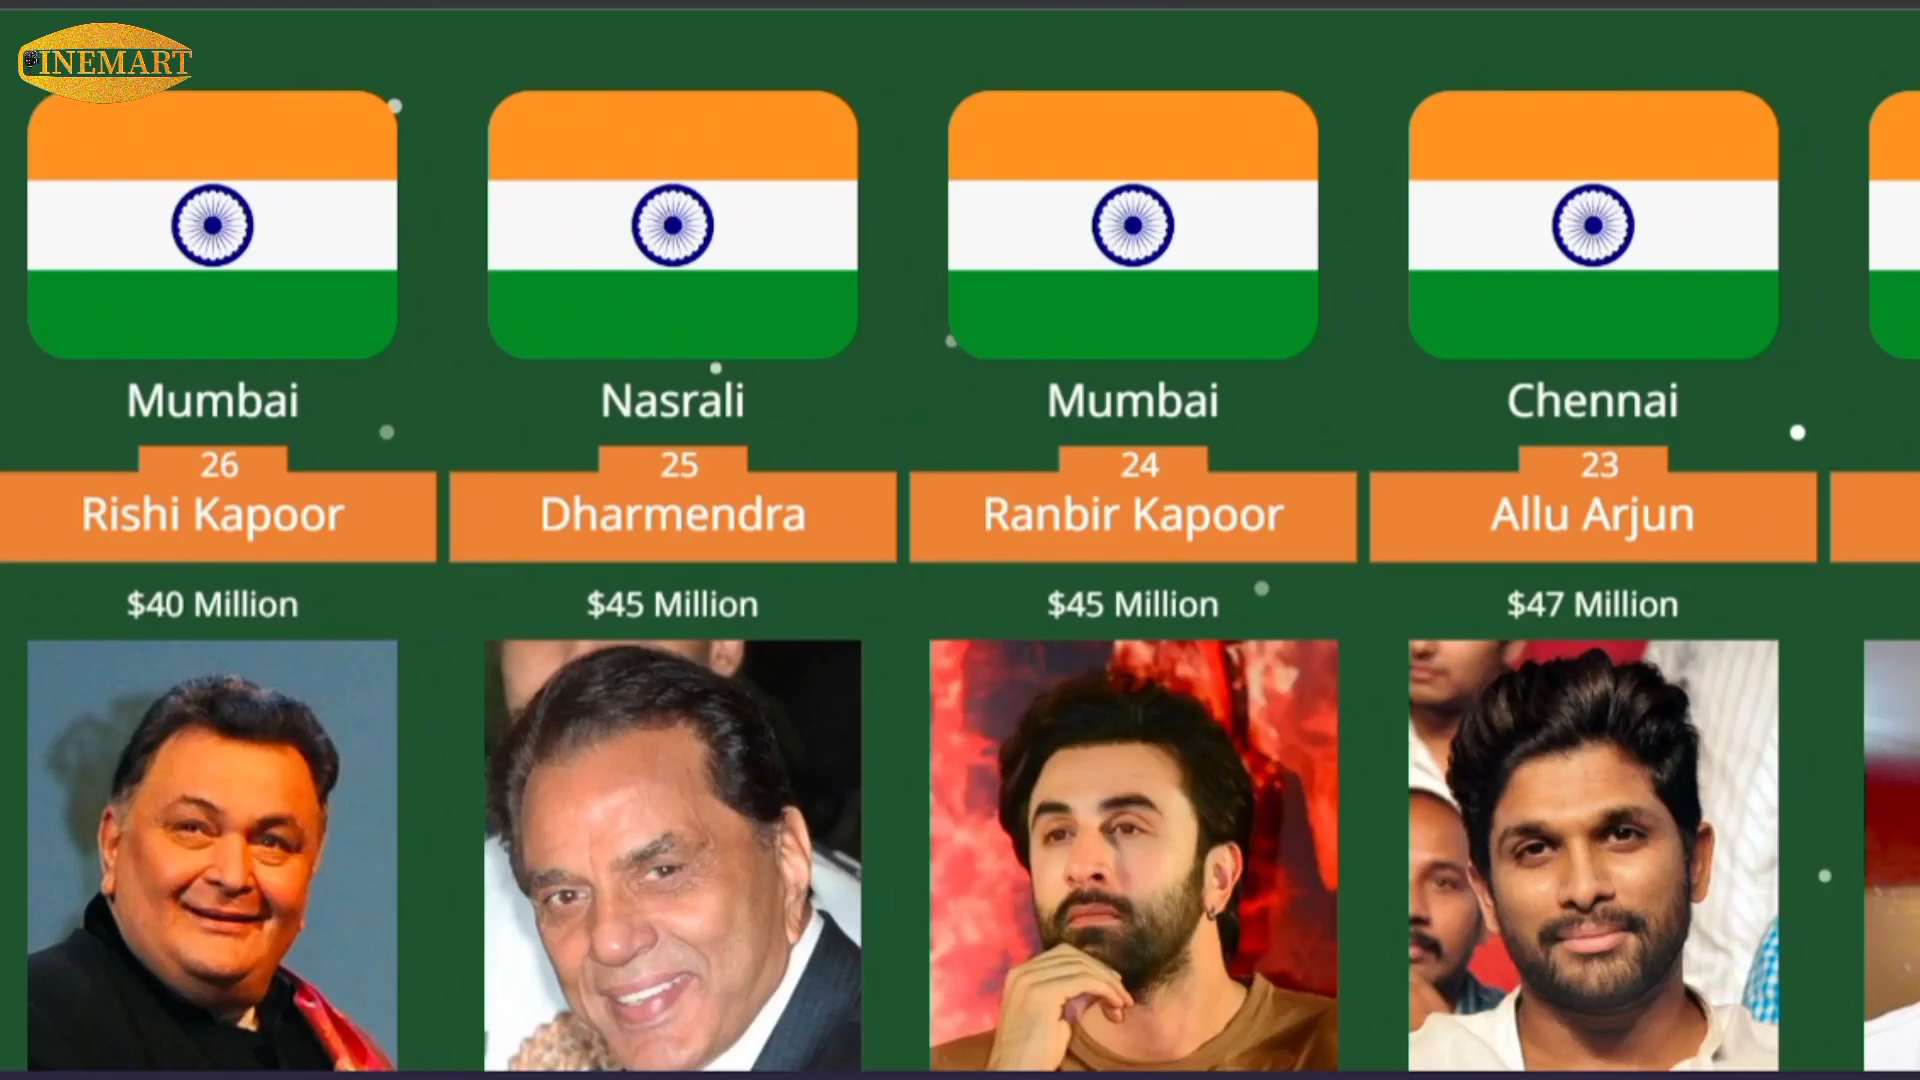 CINEMART
Mumbai
26
Rishi Kapoor
$40 Million
Nasrali
25
Dharmendra
$45 Million
Mumbai
24
Ranbir Kapoor
$45 Million
Chennai
23
Allu Arjun
$47 Million